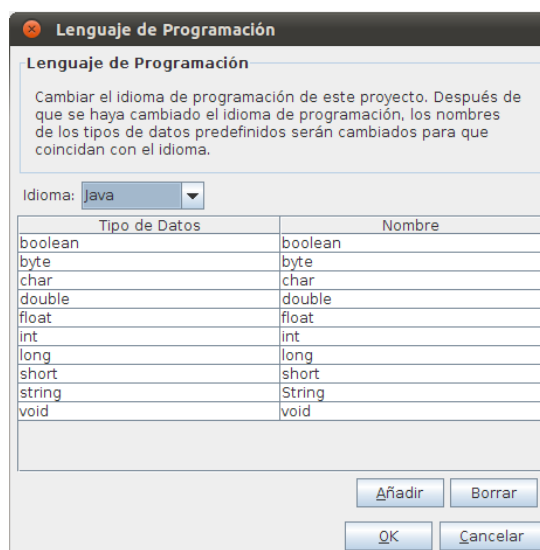 Lenguaje de Programación
Lenguaje de Programación
Cambiar el idioma de programación de este proyecto. Después de
que se haya cambiado el idioma de programación, los nombres
de los tipos de datos predefinidos serán cambiados para que
coincidan con el idioma.
Idioma: Java
Tipo de Datos Nombre
boolean boolean
byte byte
char char
double double
float float
int int
long long
short short
string String
void void
Añadir Borrar
OK Cancelar